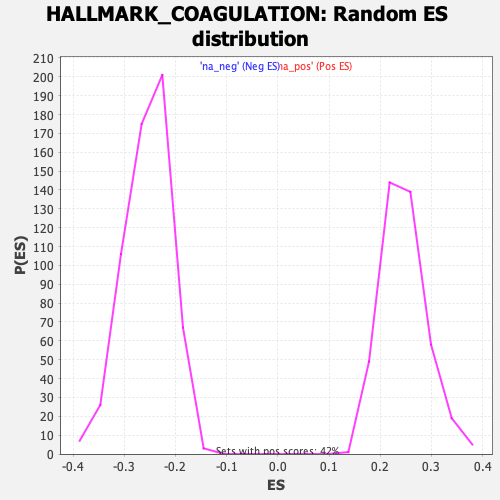 HALLMARK_COAGULATION: Random ES
distribution
'na_neg' (Neg ES)
na_pos' (Pos ES)
210
200
190
180
170
160
150
140
130
120
110
100
90
80
70
60
50
40
30
20
10
0
P(ES)
Sets with pos scores: 42%
-0.4 -0.3 -0.2 -0.1 0.0 0.1 0.2 0.3 0.4
ES